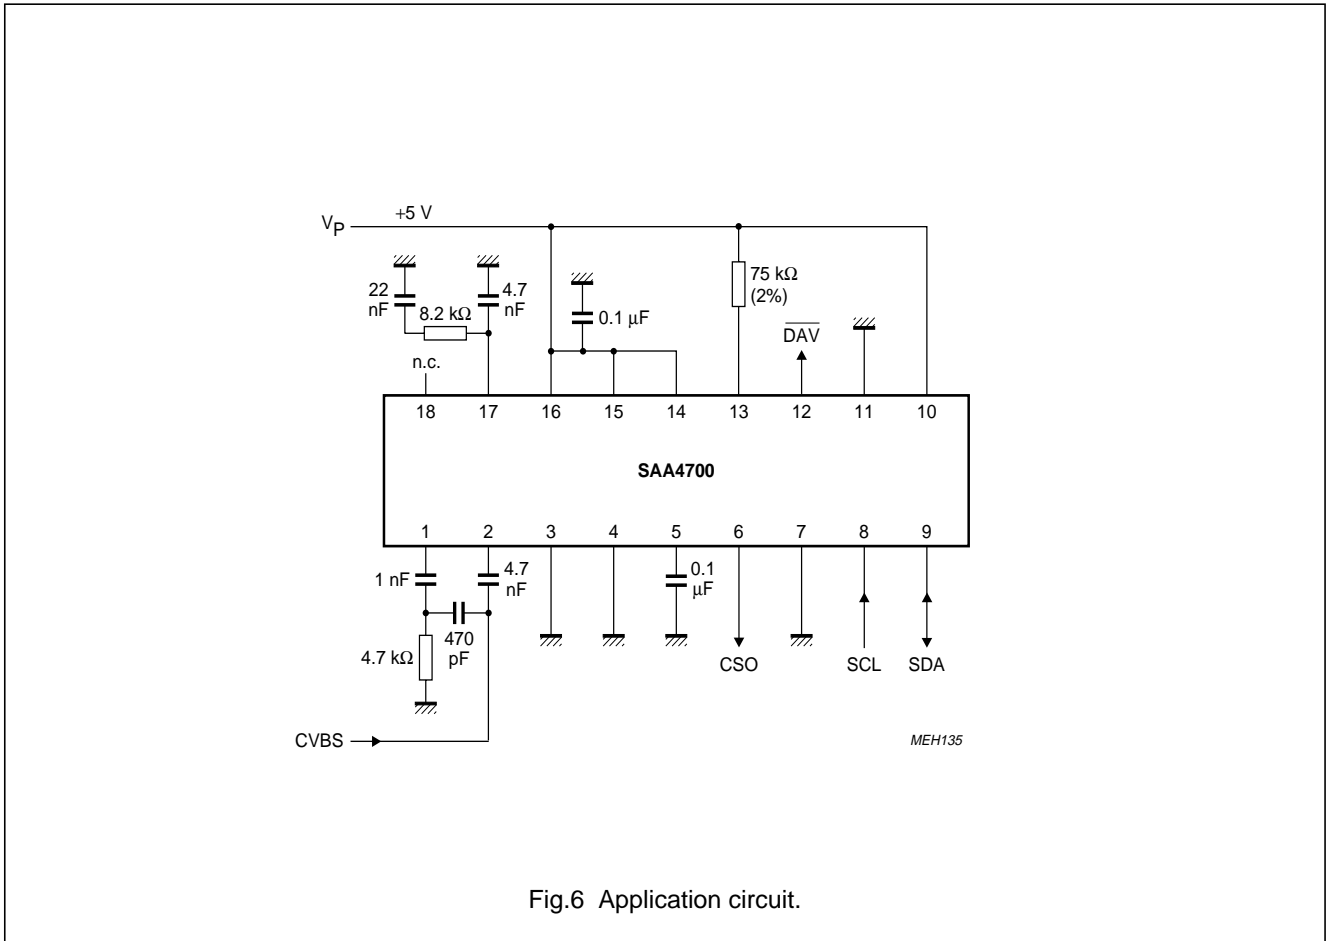 V_P +5 V
22 nF
8.2 kΩ
4.7 nF
0.1 µF
75 kΩ (2%)
DAV
n.c.
18 17 16 15 14 13 12 11 10
SAA4700
1 2 3 4 5 6 7 8 9
1 nF
4.7 nF
0.1 µF
470 pF
4.7 kΩ
CSO SCL SDA
CVBS
MEH135
Fig.6 Application circuit.